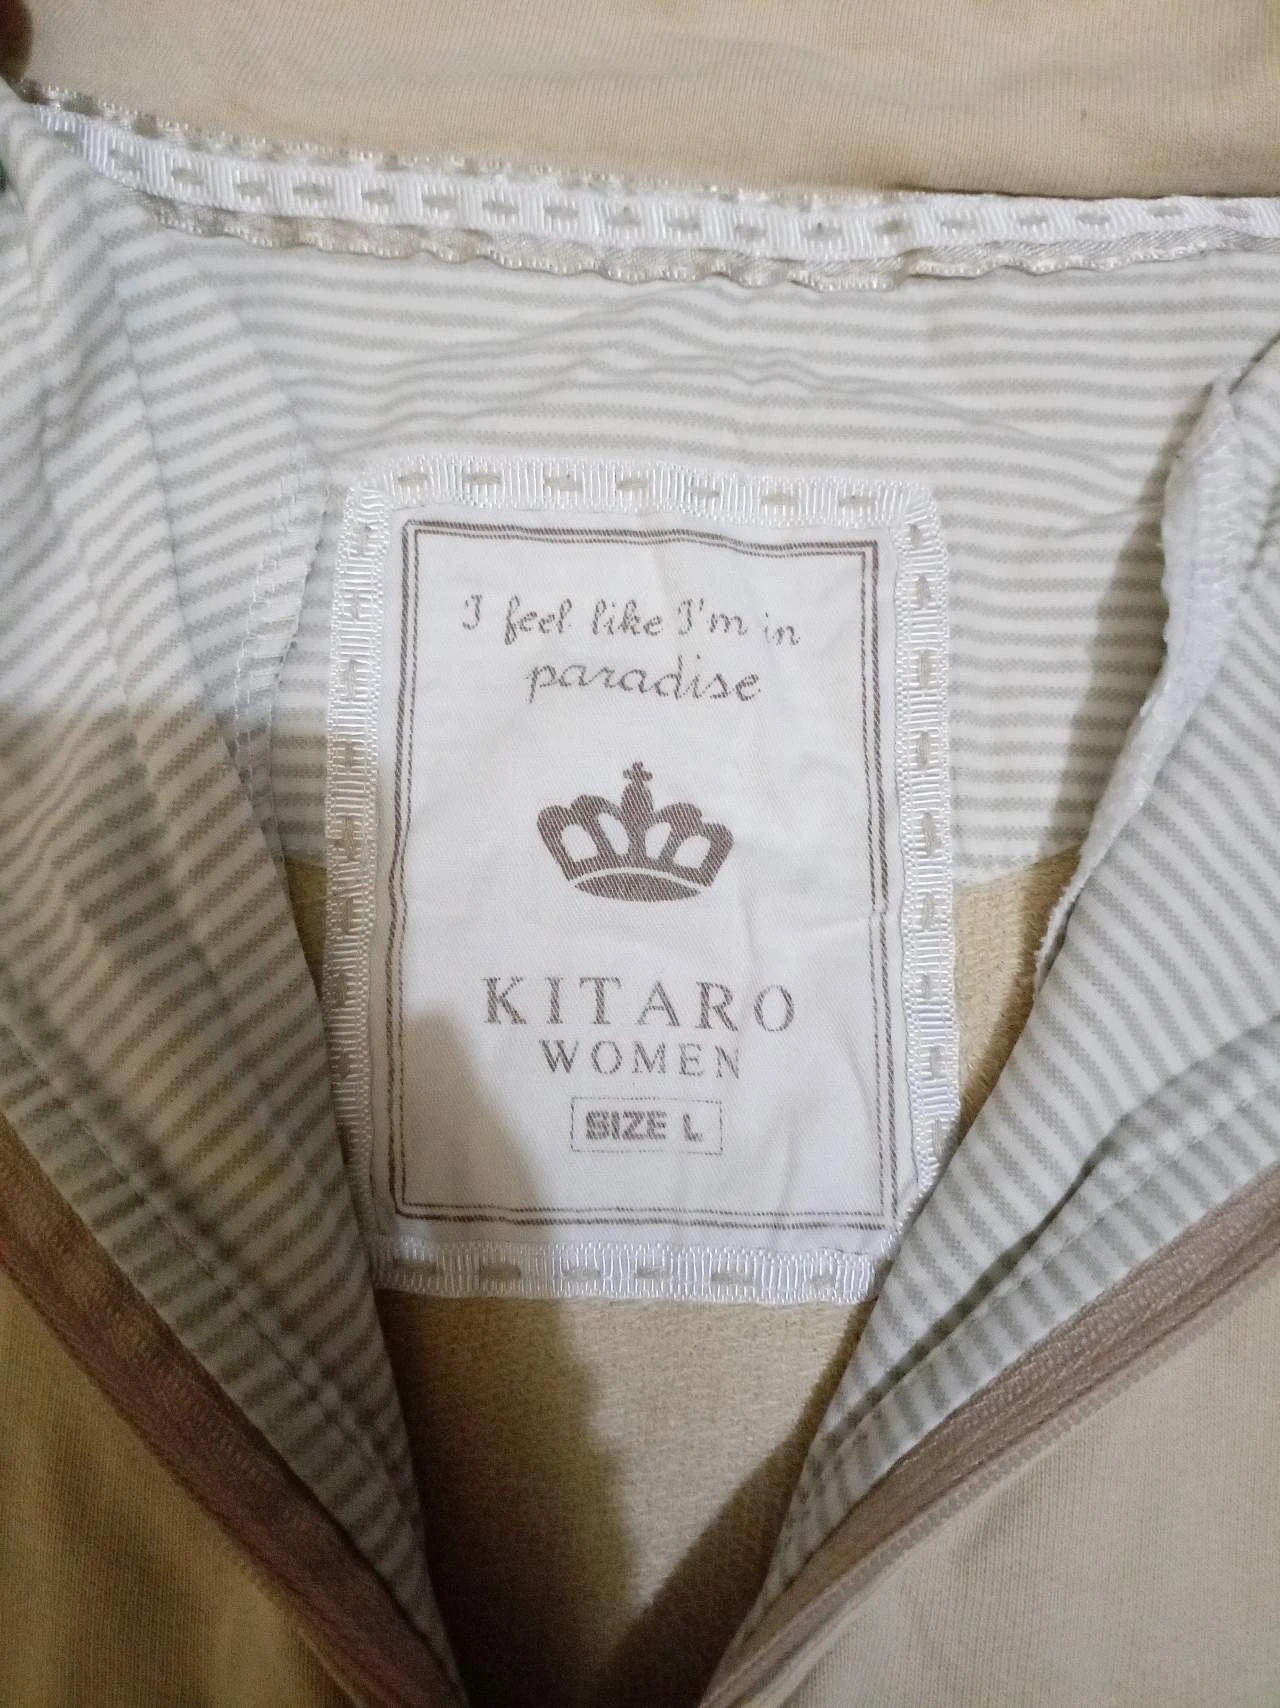 I feel like I'm in
paradise
KITARO
WOMEN
SIZE L